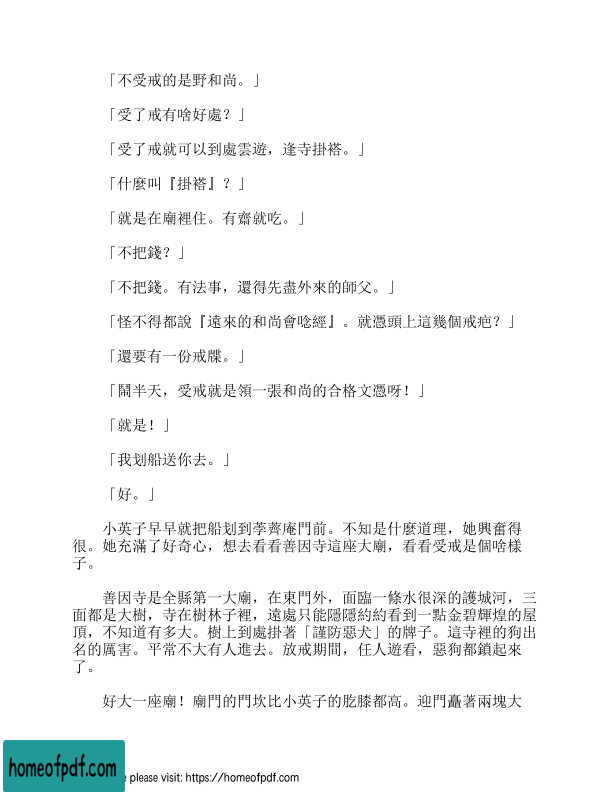 「不受戒的是野和尚。」
「受了戒有啥好處？」
「受了戒就可以到處雲遊，逢寺掛褡。」
「什麼叫『掛褡』？」
「就是在廟裡住。有齋就吃。」
「不把錢？」
「不把錢。有法事，還得先盡外來的師父。」
「怪不得都說『遠來的和尚會唸經』。就憑頭上這幾個戒疤？」
「還要有一份戒牒。」
「鬧半天，受戒就是領一張和尚的合格文憑呀！」
「就是！」
「我划船送你去。」
「好。」
小英子早早就把船划到荸薺庵門前。不知是什麼道理，她興奮得
很。她充滿了好奇心，想去看看善因寺這座大廟，看看受戒是個啥樣
子。
善因寺是全縣第一大廟，在東門外，面臨一條水很深的護城河，三
面都是大樹，寺在樹林子裡，遠處只能隱隱約約看到一點金碧輝煌的屋
頂，不知道有多大。樹上到處掛著「謹防惡犬」的牌子。這寺裡的狗出
名的厲害。平常不大有人進去。放戒期間，任人遊看，惡狗都鎖起來
了。
好大一座廟！廟門的門坎比小英子的肐膝都高。迎門矗著兩塊大
homeofpdf.com
e please visit: https://homeofpdf.com